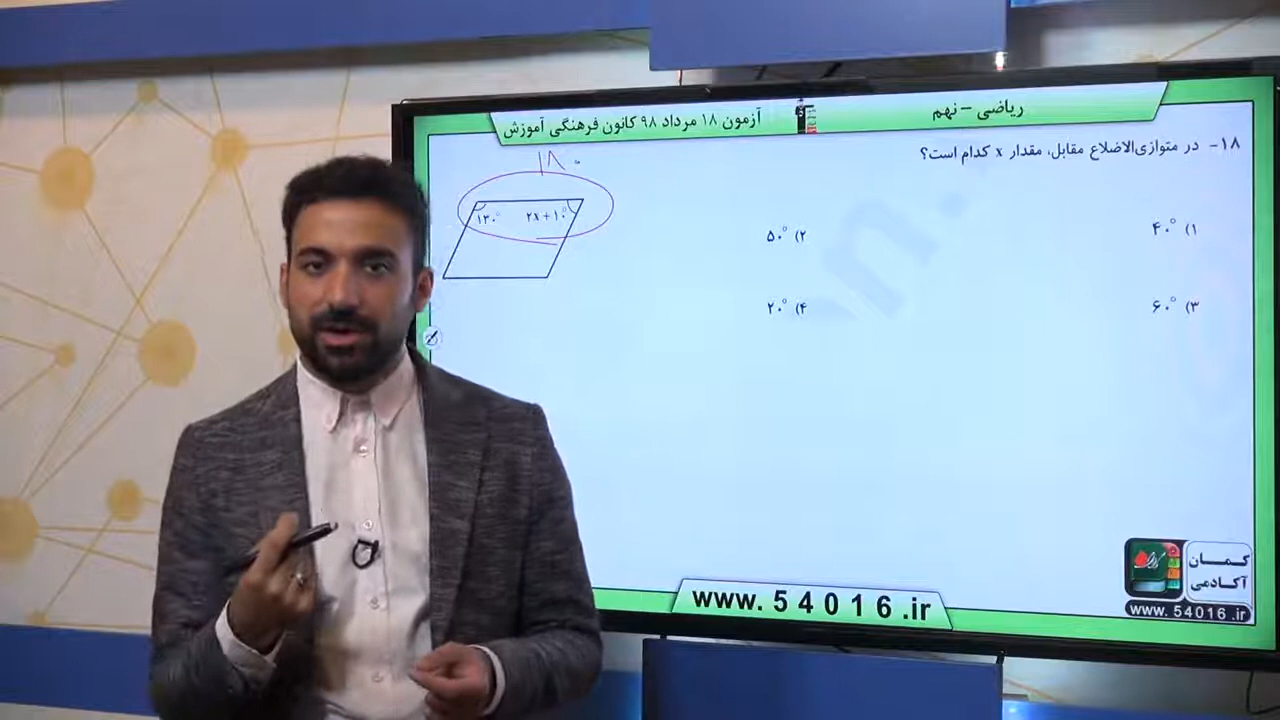 ریاضی - نهم
آزمون ۱۸ مرداد ۹۸ کانون فرهنگی آموزش
۱۸- در متوازی‌الاضلاع مقابل، مقدار x کدام است؟
۱۸۰
۱۳۰° ۲x+۱۰°
۱) ۴۰°
۲) ۵۰°
۳) ۶۰°
۴) ۲۰°
کمان
آکادمی
www.54016.ir
www.54016.ir